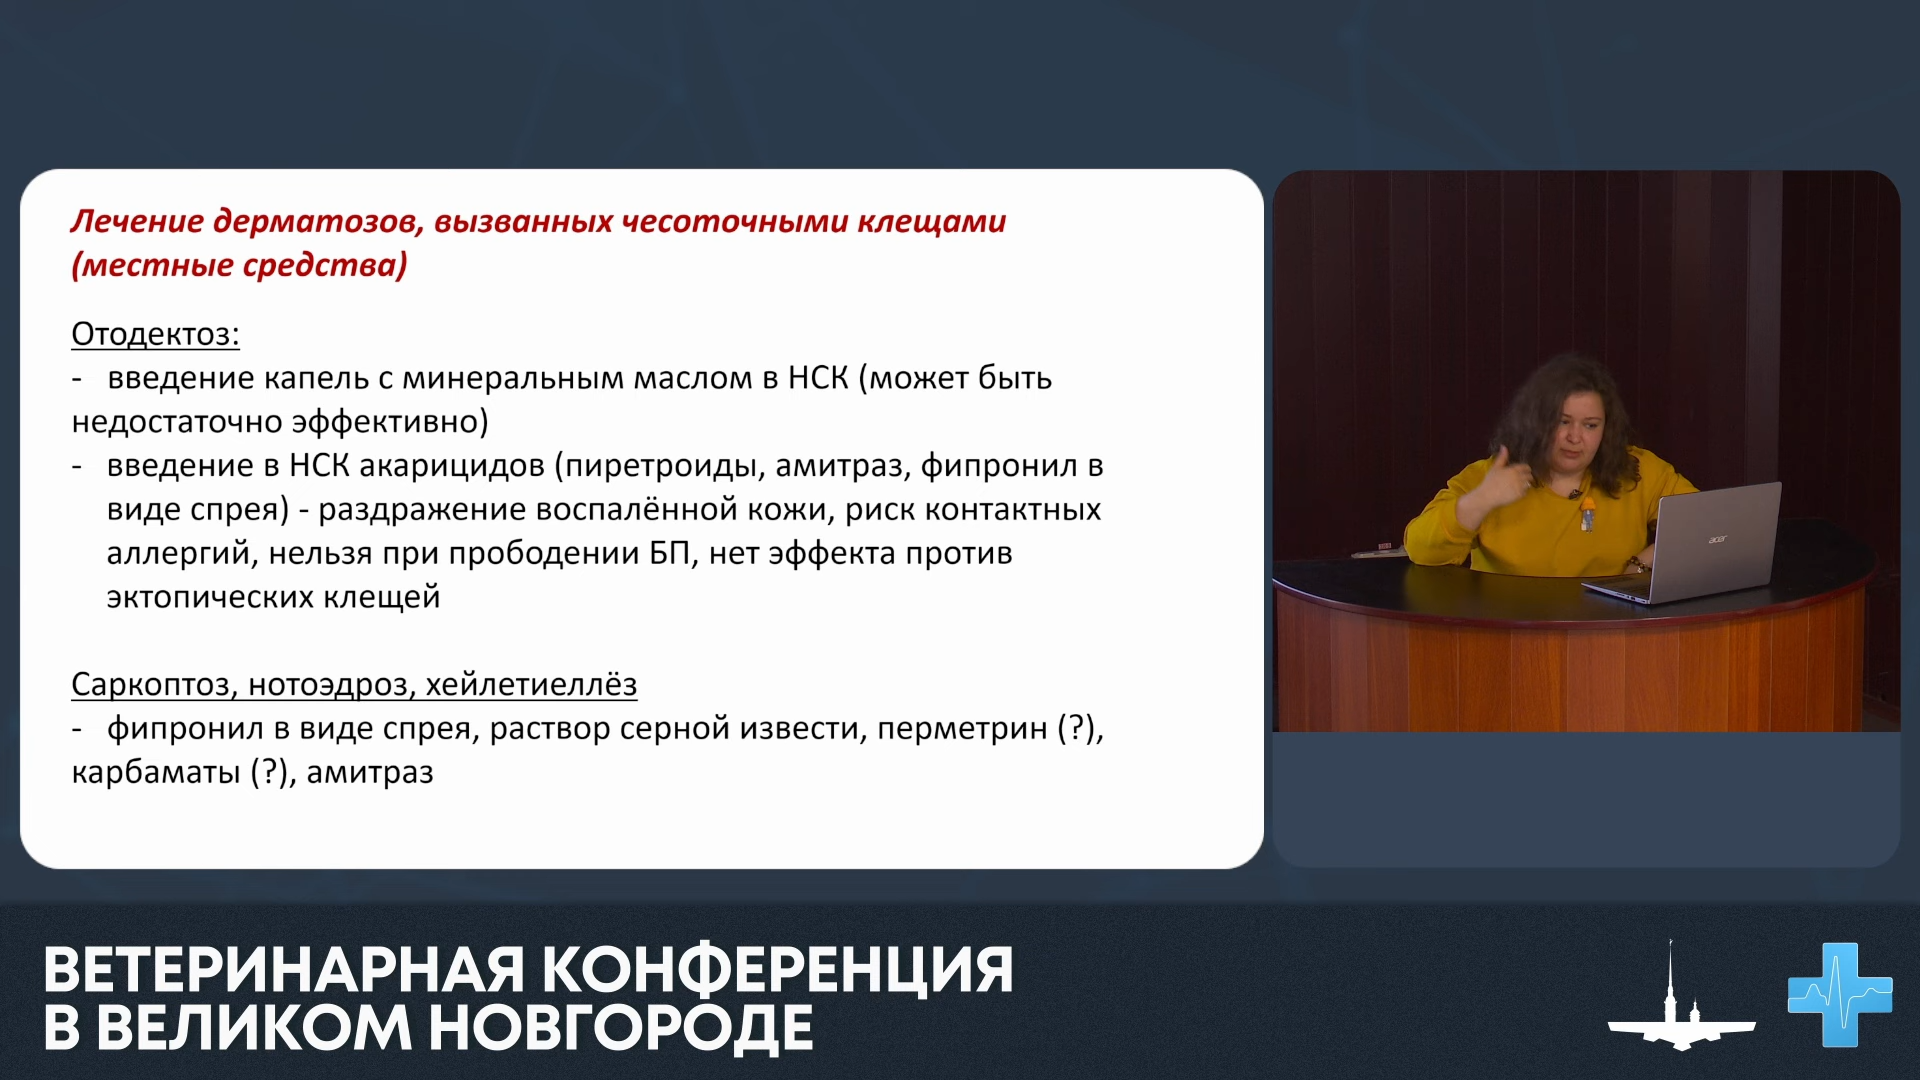 Лечение дерматозов, вызванных чесоточными клещами
(местные средства)
Отодектоз:
- введение капель с минеральным маслом в НСК (может быть
недостаточно эффективно)
- введение в НСК акарицидов (пиретроиды, амитраз, фипронил в
виде спрея) - раздражение воспалённой кожи, риск контактных
аллергий, нельзя при прободении БП, нет эффекта против
эктопических клещей
Саркоптоз, нотоэдроз, хейлетиеллёз
- фипронил в виде спрея, раствор серной извести, перметрин (?),
карбаматы (?), амитраз
acer
ВЕТЕРИНАРНАЯ КОНФЕРЕНЦИЯ
В ВЕЛИКОМ НОВГОРОДЕ